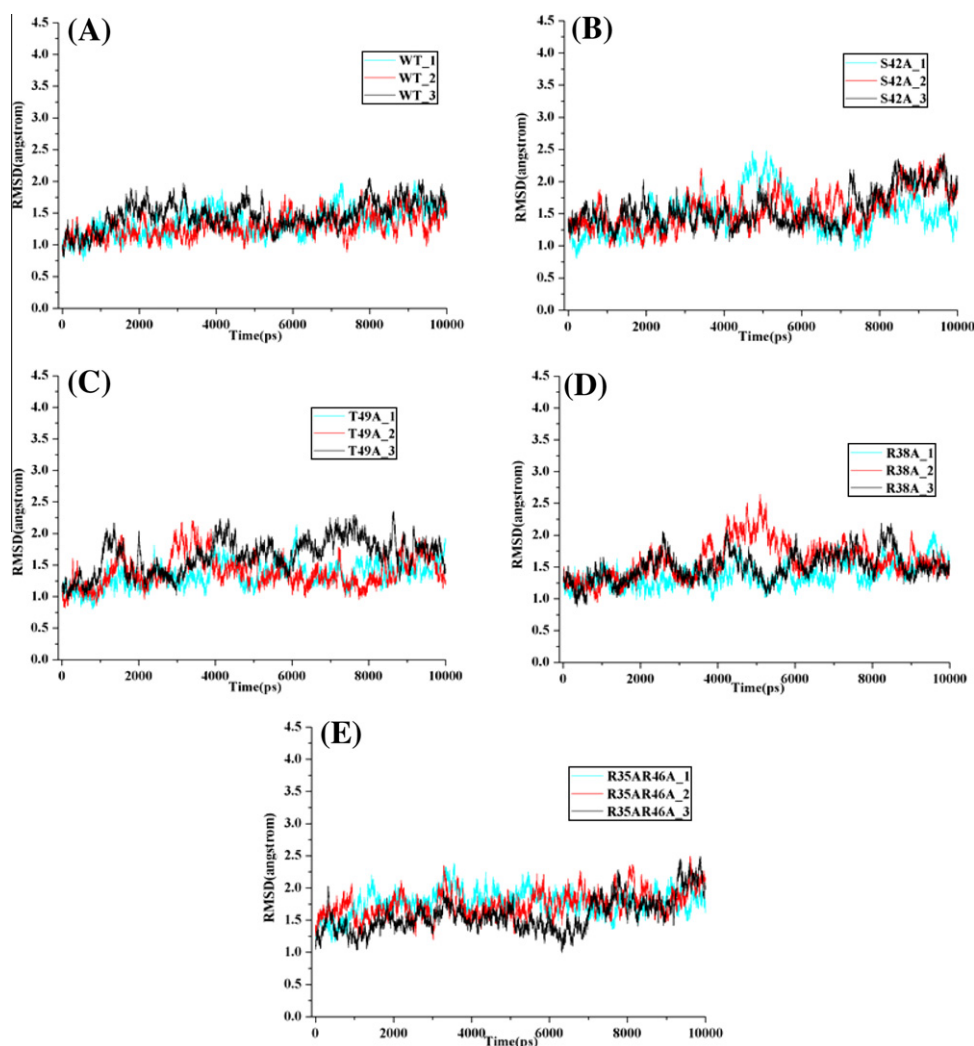 (A)
WT_1
WT_2
WT_3
RMSD(angstrom)
4.5
4.0
3.5
3.0
2.5
2.0
1.5
1.0
0.5
0.0
0 2000 4000 6000 8000 10000
Time(ps)
(B)
S42A_1
S42A_2
S42A_3
RMSD(angstrom)
4.5
4.0
3.5
3.0
2.5
2.0
1.5
1.0
0.5
0.0
0 2000 4000 6000 8000 10000
Time(ps)
(C)
T49A_1
T49A_2
T49A_3
RMSD(angstrom)
4.5
4.0
3.5
3.0
2.5
2.0
1.5
1.0
0.5
0.0
0 2000 4000 6000 8000 10000
Time(ps)
(D)
R38A_1
R38A_2
R38A_3
RMSD(angstrom)
4.5
4.0
3.5
3.0
2.5
2.0
1.5
1.0
0.5
0.0
0 2000 4000 6000 8000 10000
Time(ps)
(E)
R35AR46A_1
R35AR46A_2
R35AR46A_3
RMSD(angstrom)
4.5
4.0
3.5
3.0
2.5
2.0
1.5
1.0
0.5
0.0
0 2000 4000 6000 8000 10000
Time(ps)